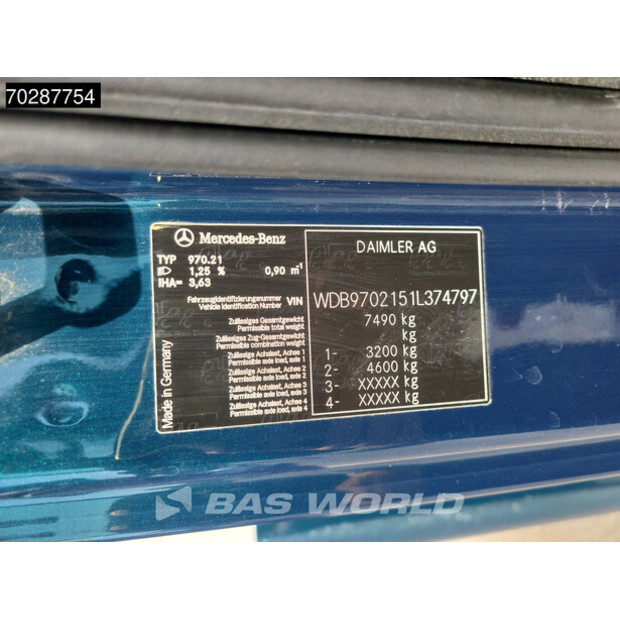 70287754
Mercedes-Benz
TYP 970.21
1,25 % 0,90 m¹
IHA= 3,63
Fahrzeugidentifizierungsnummer
Vehicle Identification Number VIN
Zulässiges Gesamtgewicht
Permissible total weight
Zulässiges Zug-Gesamtgewicht
Permissible combination weight
Zulässige Achslast, Achse 1
Permissible axle load, axle 1
Zulässige Achslast, Achse 2
Permissible axle load, axle 2
Zulässige Achslast, Achse 3
Permissible axle load, axle 3
Zulässige Achslast, Achse 4
Permissible axle load, axle 4
Made in Germany
DAIMLER AG
WDB9702151L374797
7490 kg
kg
1- 3200 kg
2- 4600 kg
3- XXXXX kg
4- XXXXX kg
BAS WORLD